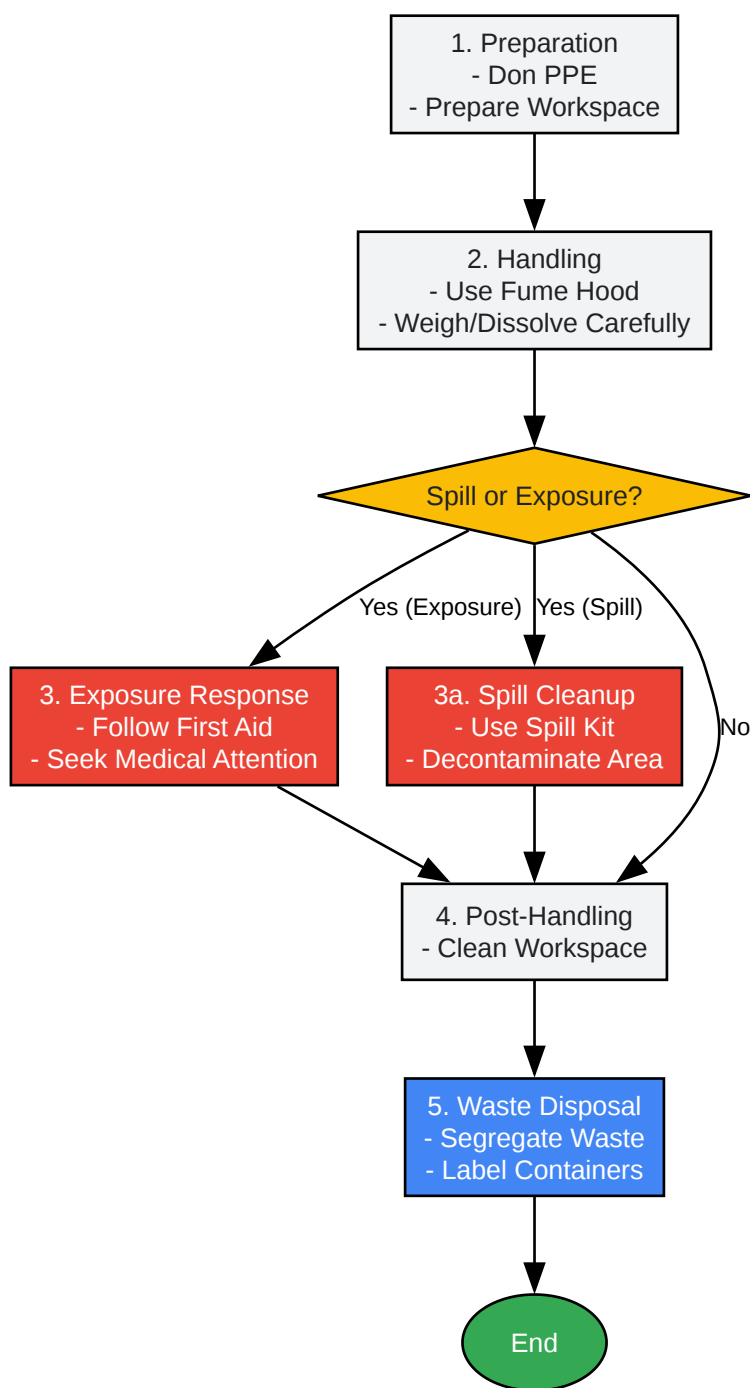 1. Preparation
- Don PPE
- Prepare Workspace
2. Handling
- Use Fume Hood
- Weigh/Dissolve Carefully
Spill or Exposure?
Yes (Exposure)
Yes (Spill)
No
3. Exposure Response
- Follow First Aid
- Seek Medical Attention
3a. Spill Cleanup
- Use Spill Kit
- Decontaminate Area
4. Post-Handling
- Clean Workspace
5. Waste Disposal
- Segregate Waste
- Label Containers
End